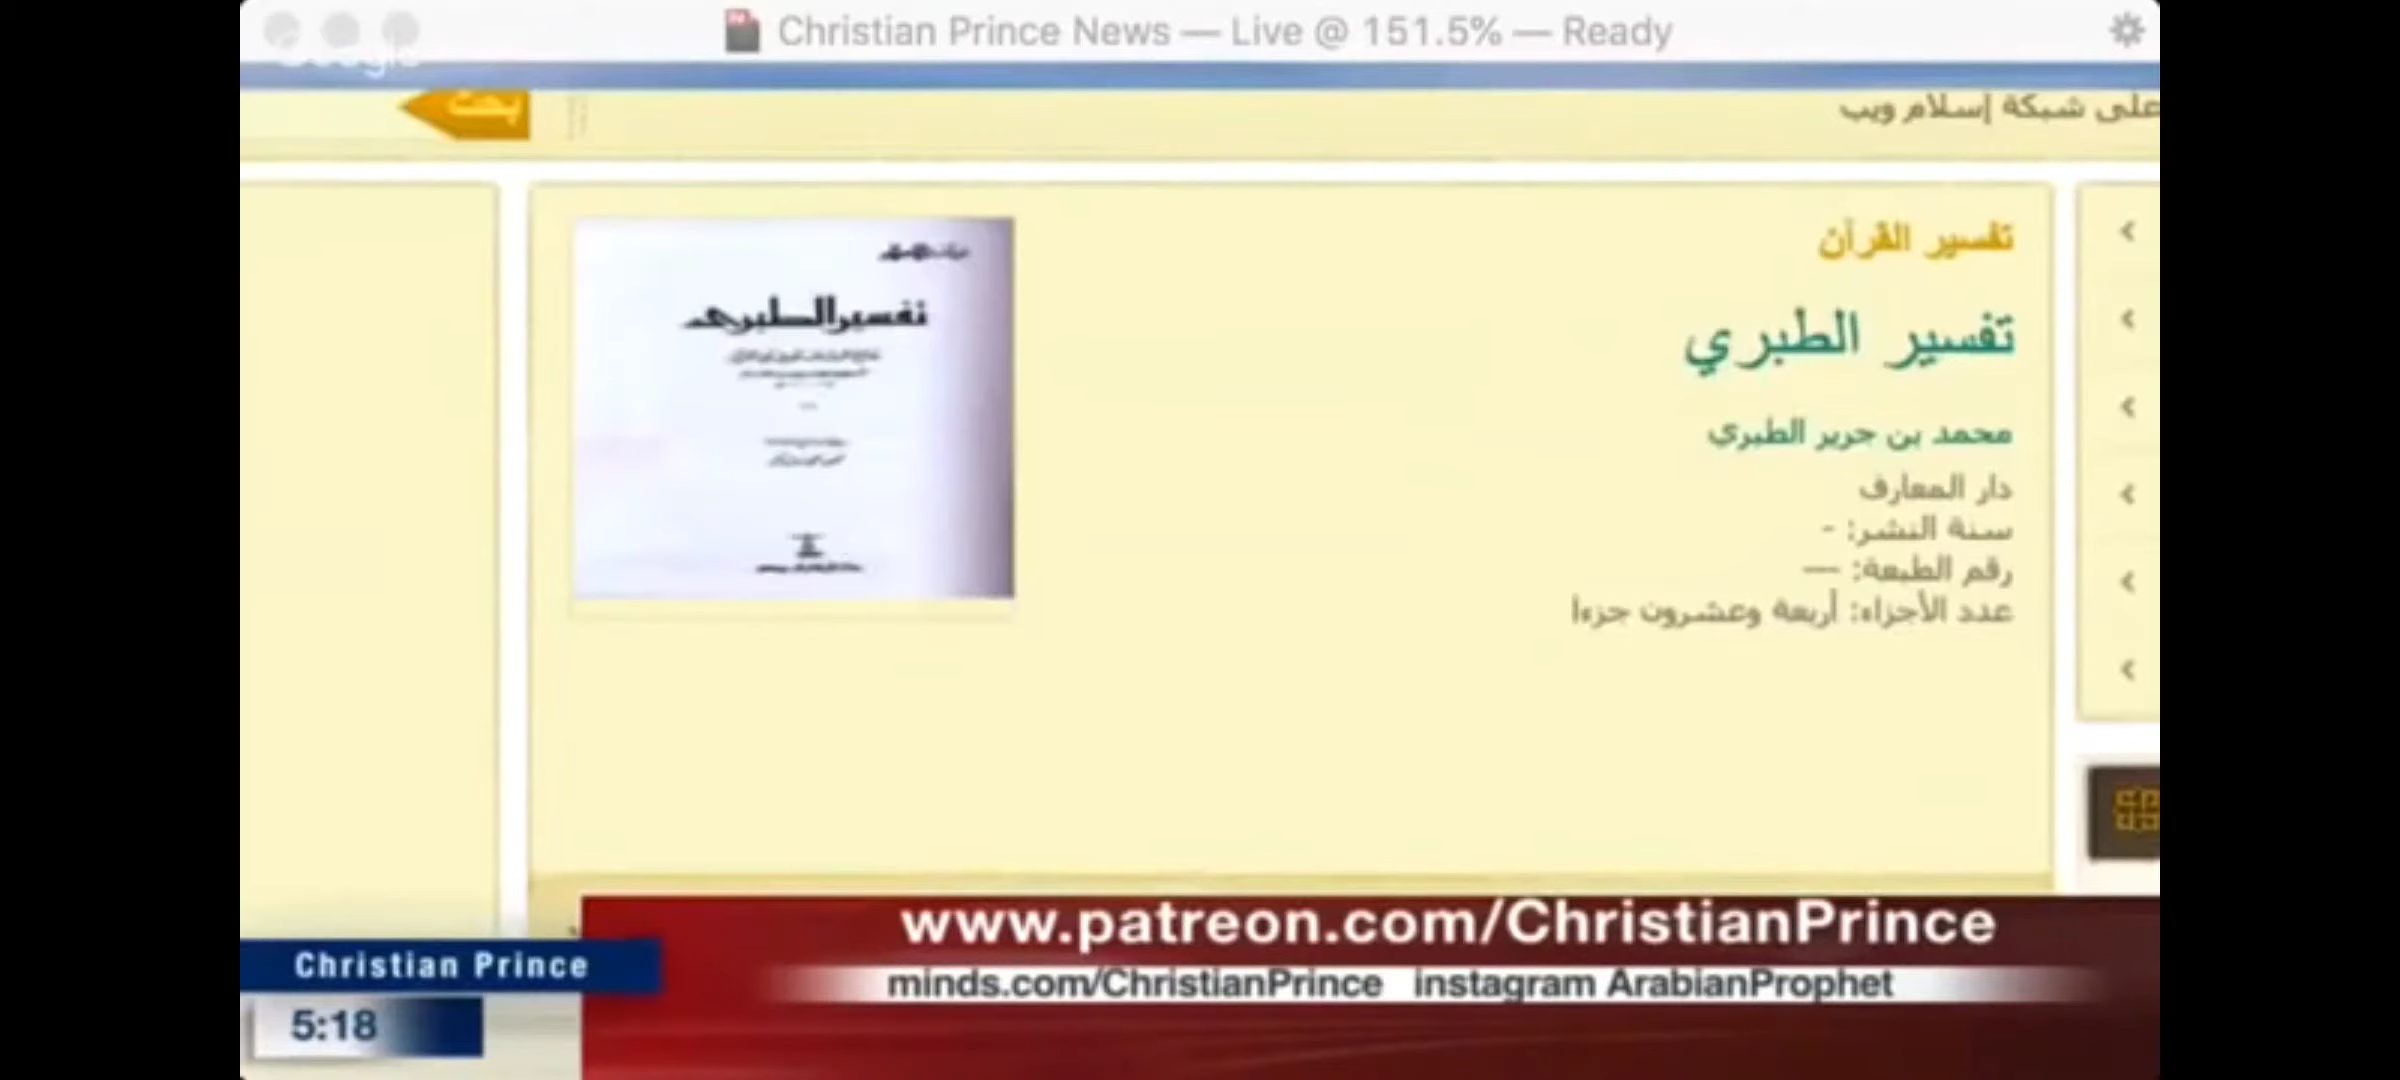 Christian Prince News — Live @ 151.5% — Ready
Google
على شبكة إسلام ويب
بحث
تفسير القرآن
تفسير الطبري
محمد بن جرير الطبري
دار المعارف
سنة النشر: -
رقم الطبعة: —
عدد الأجزاء: أربعة وعشرون جزءا
تفسير الطبري
www.patreon.com/ChristianPrince
Christian Prince
minds.com/ChristianPrince instagram ArabianProphet
5:18